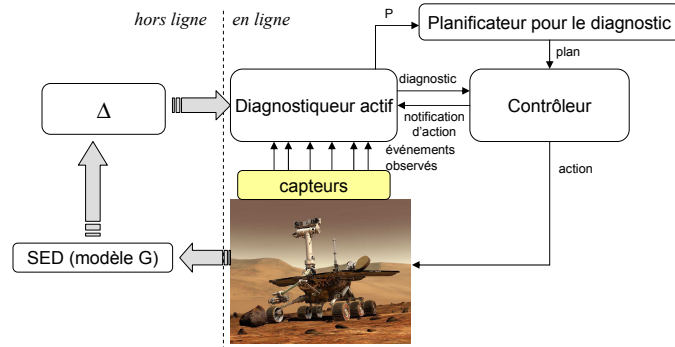 hors ligne
en ligne
P
Planificateur pour le diagnostic
plan
Δ
Diagnostiqueur actif
diagnostic
notification
d'action
Contrôleur
événements
observés
action
capteurs
SED (modèle G)